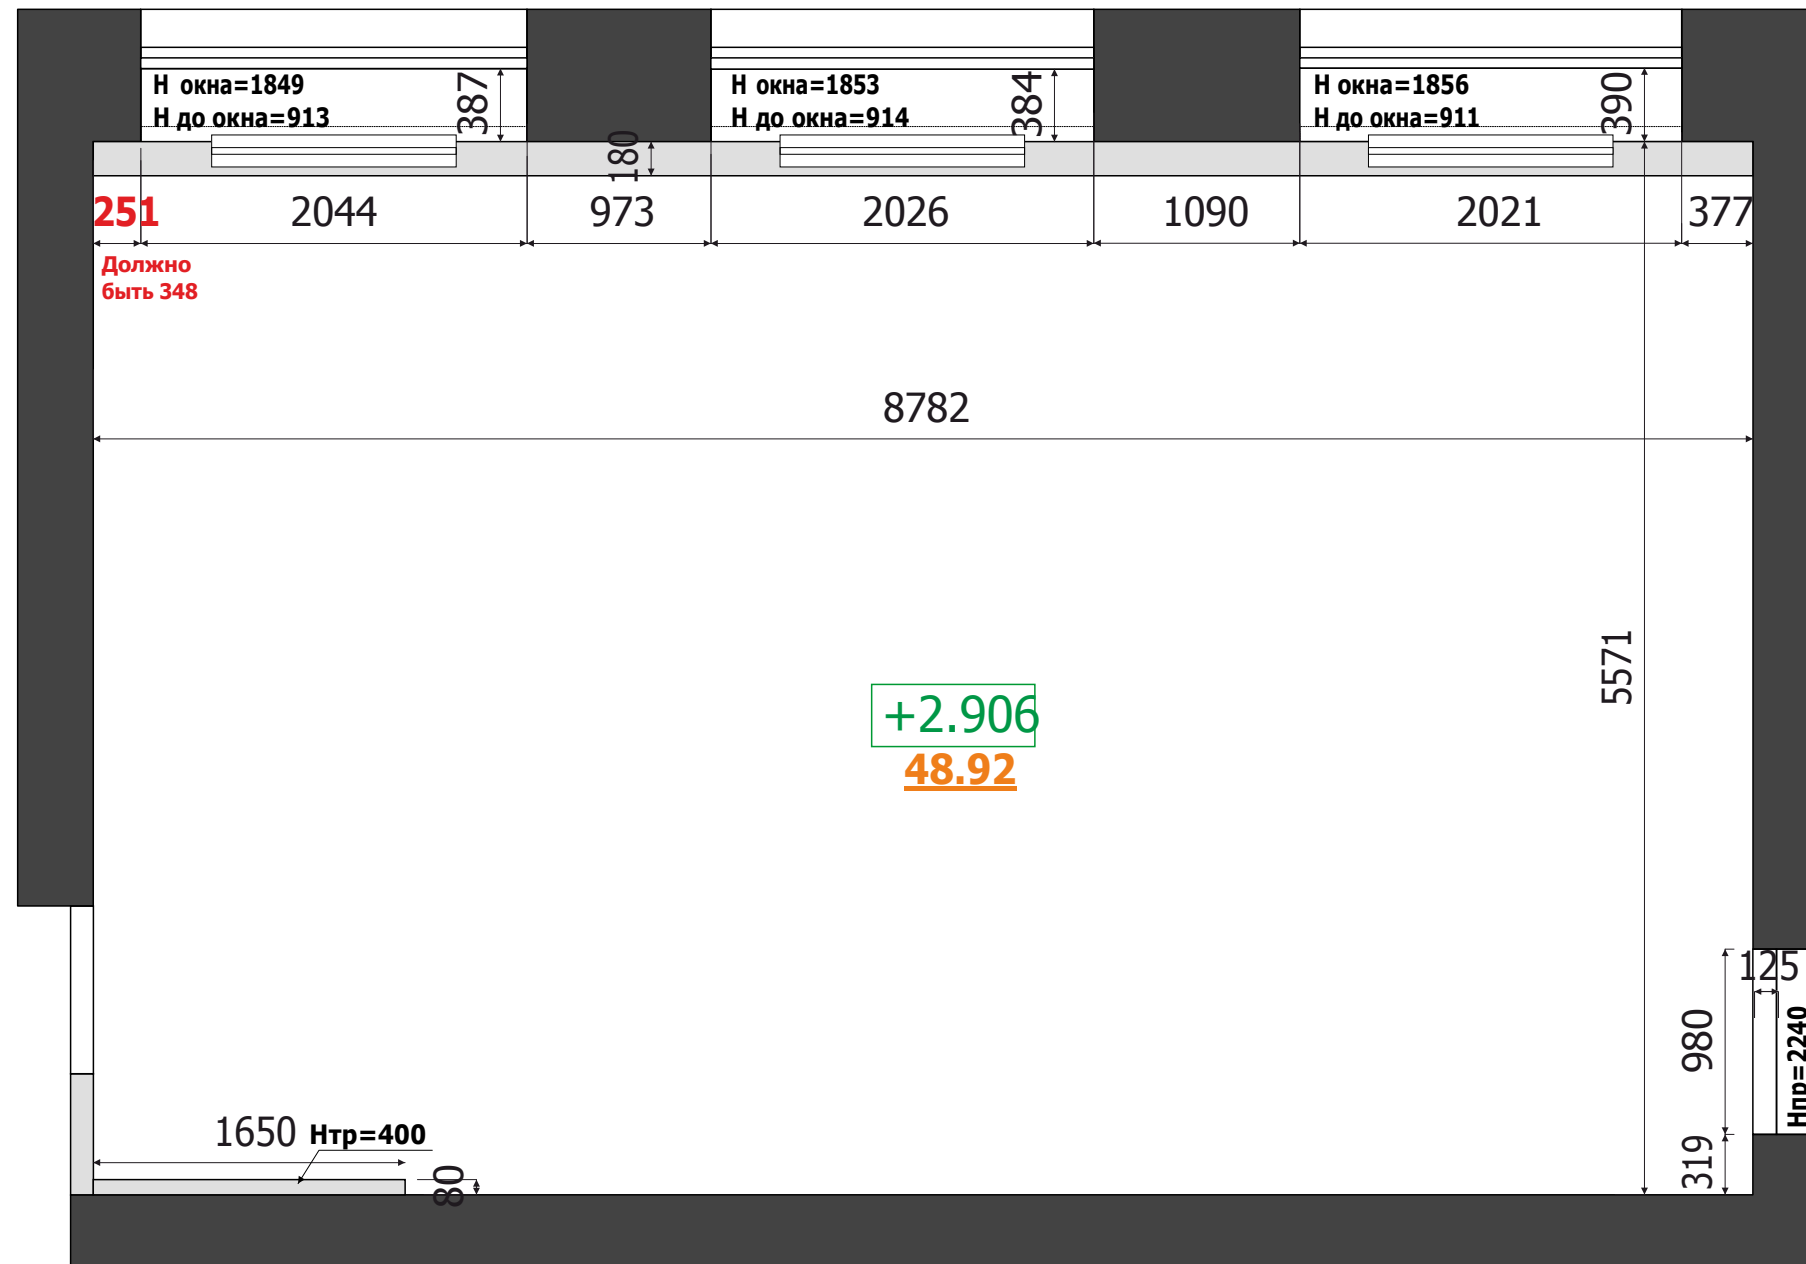 H окна=1849
H до окна=913
387
H окна=1853
H до окна=914
384
H окна=1856
H до окна=911
390
180
251
2044
973
2026
1090
2021
377
Должно
быть 348
8782
5571
+2.906
48.92
125
980
Hпр=2240
319
1650
Hтр=400
80